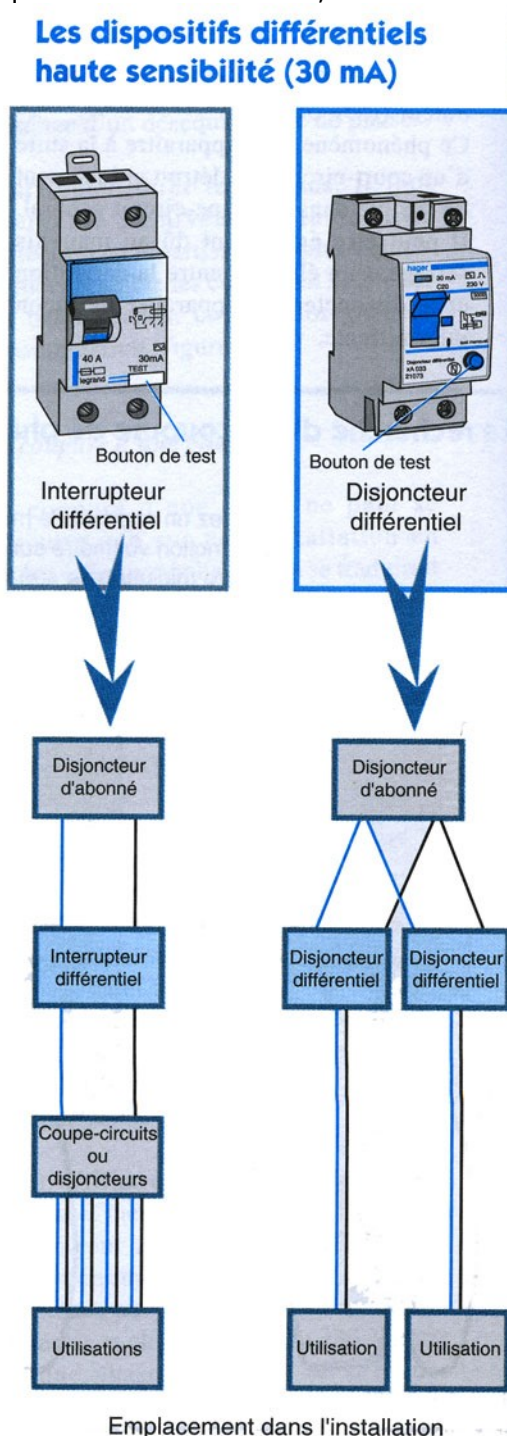 Les dispositifs différentiels
haute sensibilité (30 mA)
40 A
30mA
legrand
TEST
Bouton de test
Interrupteur
différentiel
hager
30 mA
C20
230 V
Disjoncteur différentiel
Bouton de test
Disjoncteur
différentiel
Disjoncteur
d'abonné
Interrupteur
différentiel
Coupe-circuits
ou
disjoncteurs
Utilisations
Disjoncteur
d'abonné
Disjoncteur
différentiel
Disjoncteur
différentiel
Utilisation
Utilisation
Emplacement dans l'installation